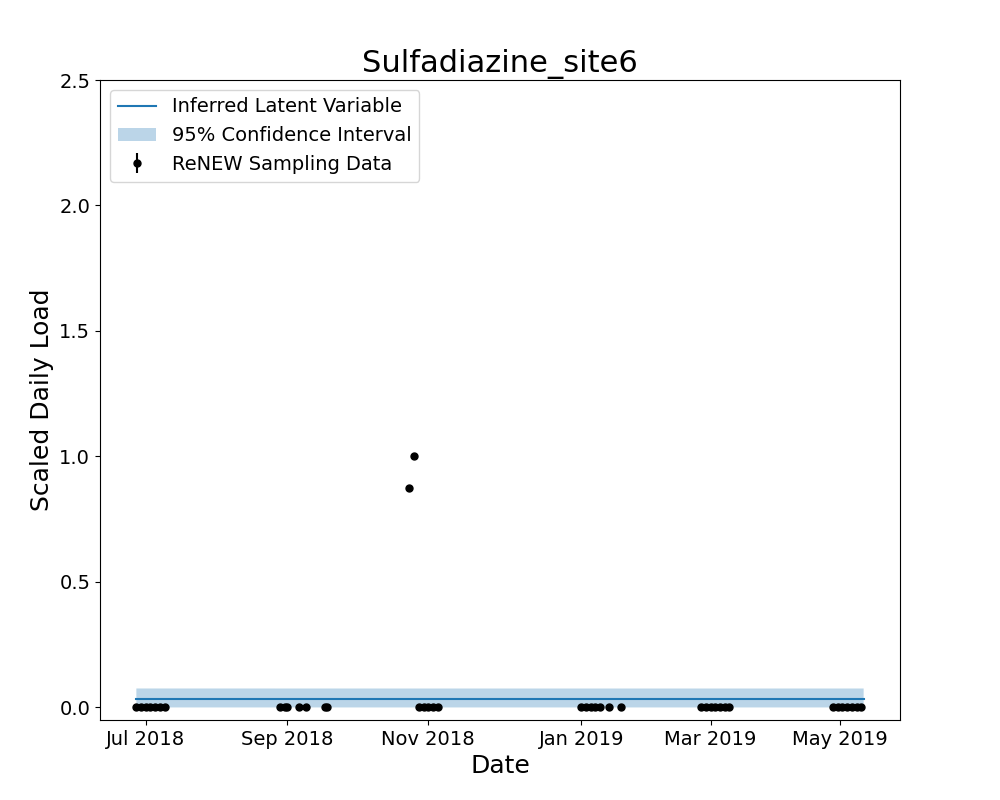 Sulfadiazine_site6
Inferred Latent Variable
95% Confidence Interval
ReNEW Sampling Data
Scaled Daily Load
2.5
2.0
1.5
1.0
0.5
0.0
Jul 2018 Sep 2018 Nov 2018 Jan 2019 Mar 2019 May 2019
Date